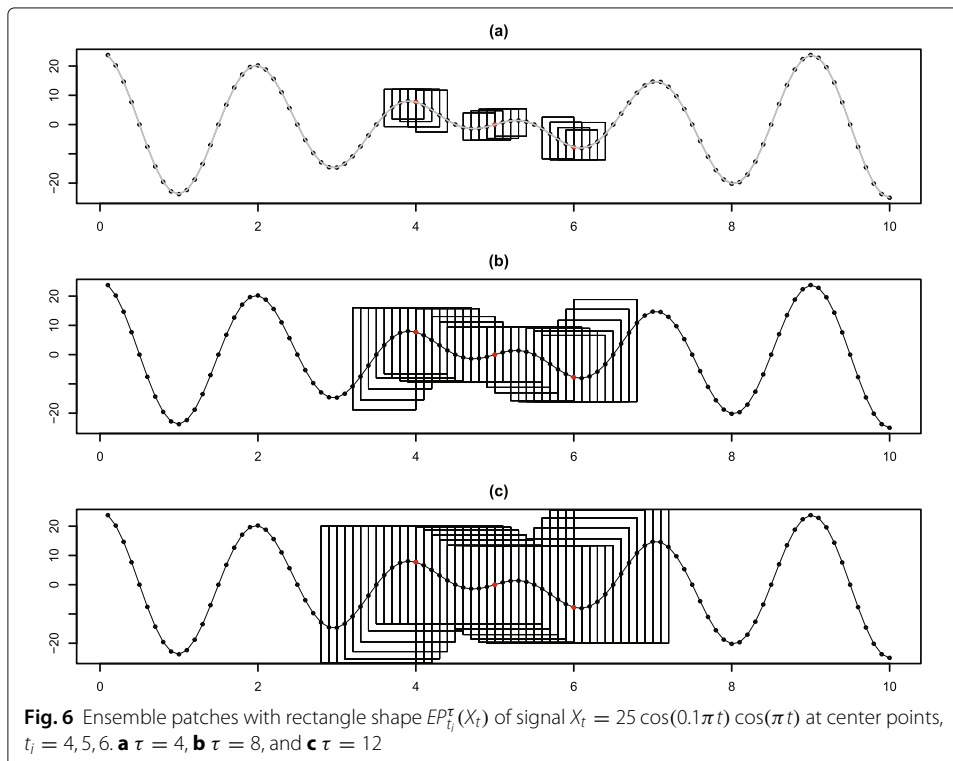 (a)
20
10
0
−20
0 2 4 6 8 10
(b)
20
10
0
−20
0 2 4 6 8 10
(c)
20
10
0
−20
0 2 4 6 8 10
Fig. 6 Ensemble patches with rectangle shape EP^τ_{t_i}(X_t) of signal X_t = 25 cos(0.1πt) cos(πt) at center points,
t_i = 4, 5, 6. a τ = 4, b τ = 8, and c τ = 12